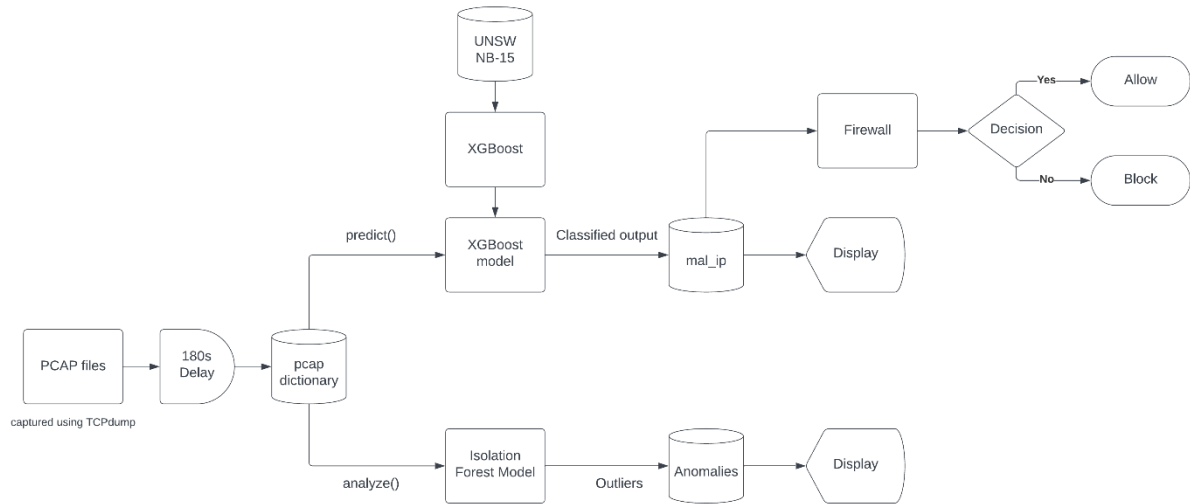 UNSW
NB-15
XGBoost
Firewall
Decision
Yes
Allow
No
Block
predict()
XGBoost
model
Classified output
mal_ip
Display
PCAP files
captured using TCPdump
180s
Delay
pcap
dictionary
analyze()
Isolation
Forest Model
Outliers
Anomalies
Display